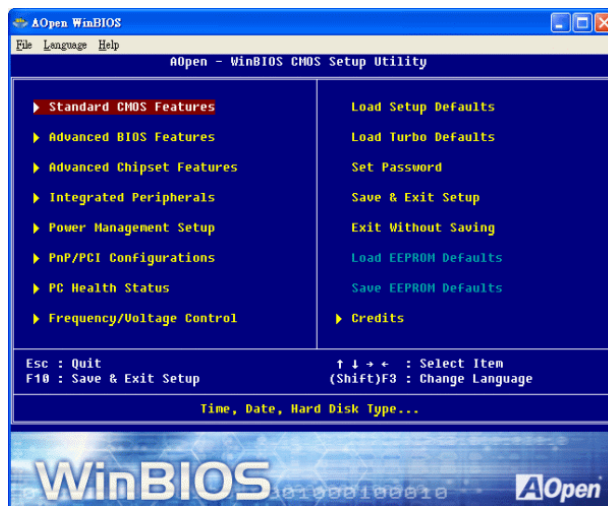 AOpen WinBIOS
File Language Help
AOpen - WinBIOS CMOS Setup Utility
Standard CMOS Features
Advanced BIOS Features
Advanced Chipset Features
Integrated Peripherals
Power Management Setup
PnP/PCI Configurations
PC Health Status
Frequency/Voltage Control
Load Setup Defaults
Load Turbo Defaults
Set Password
Save & Exit Setup
Exit Without Saving
Load EEPROM Defaults
Save EEPROM Defaults
Credits
Esc : Quit
F10 : Save & Exit Setup
↑ ↓ → ← : Select Item
(Shift)F3 : Change Language
Time, Date, Hard Disk Type...
WinBIOS
AOpen